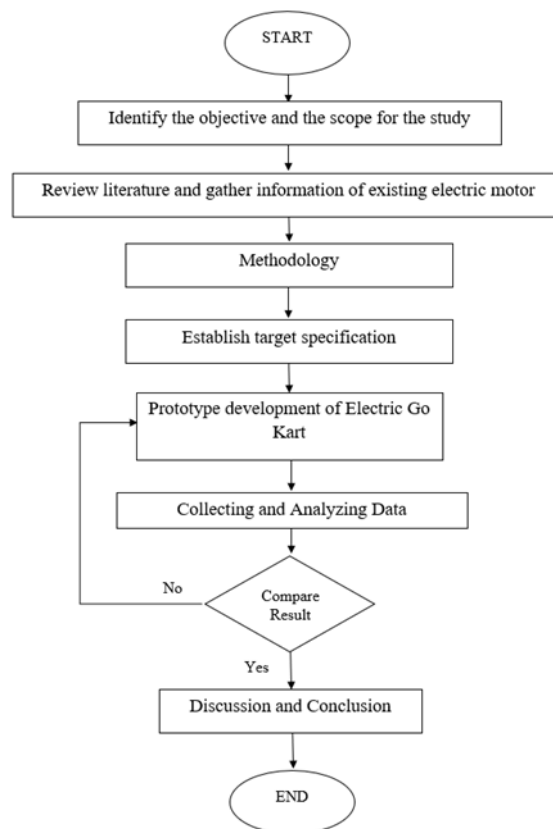 START
Identify the objective and the scope for the study
Review literature and gather information of existing electric motor
Methodology
Establish target specification
Prototype development of Electric Go
Kart
Collecting and Analyzing Data
No
Compare
Result
Yes
Discussion and Conclusion
END